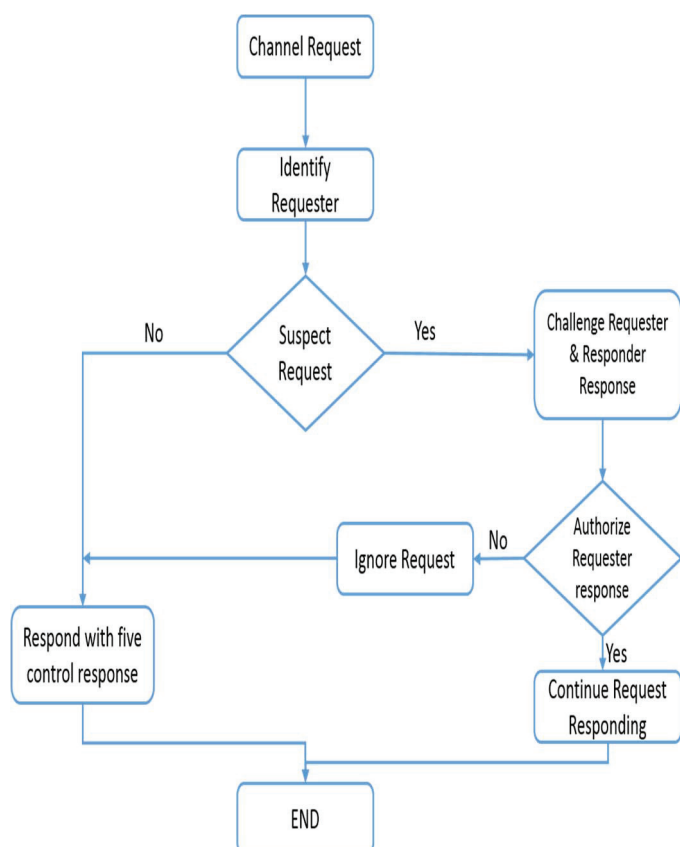 Channel Request
Identify
Requester
Suspect
Request
No
Yes
Challenge Requester
& Responder
Response
Authorize
Requester
response
No
Ignore Request
Yes
Respond with five
control response
Continue Request
Responding
END